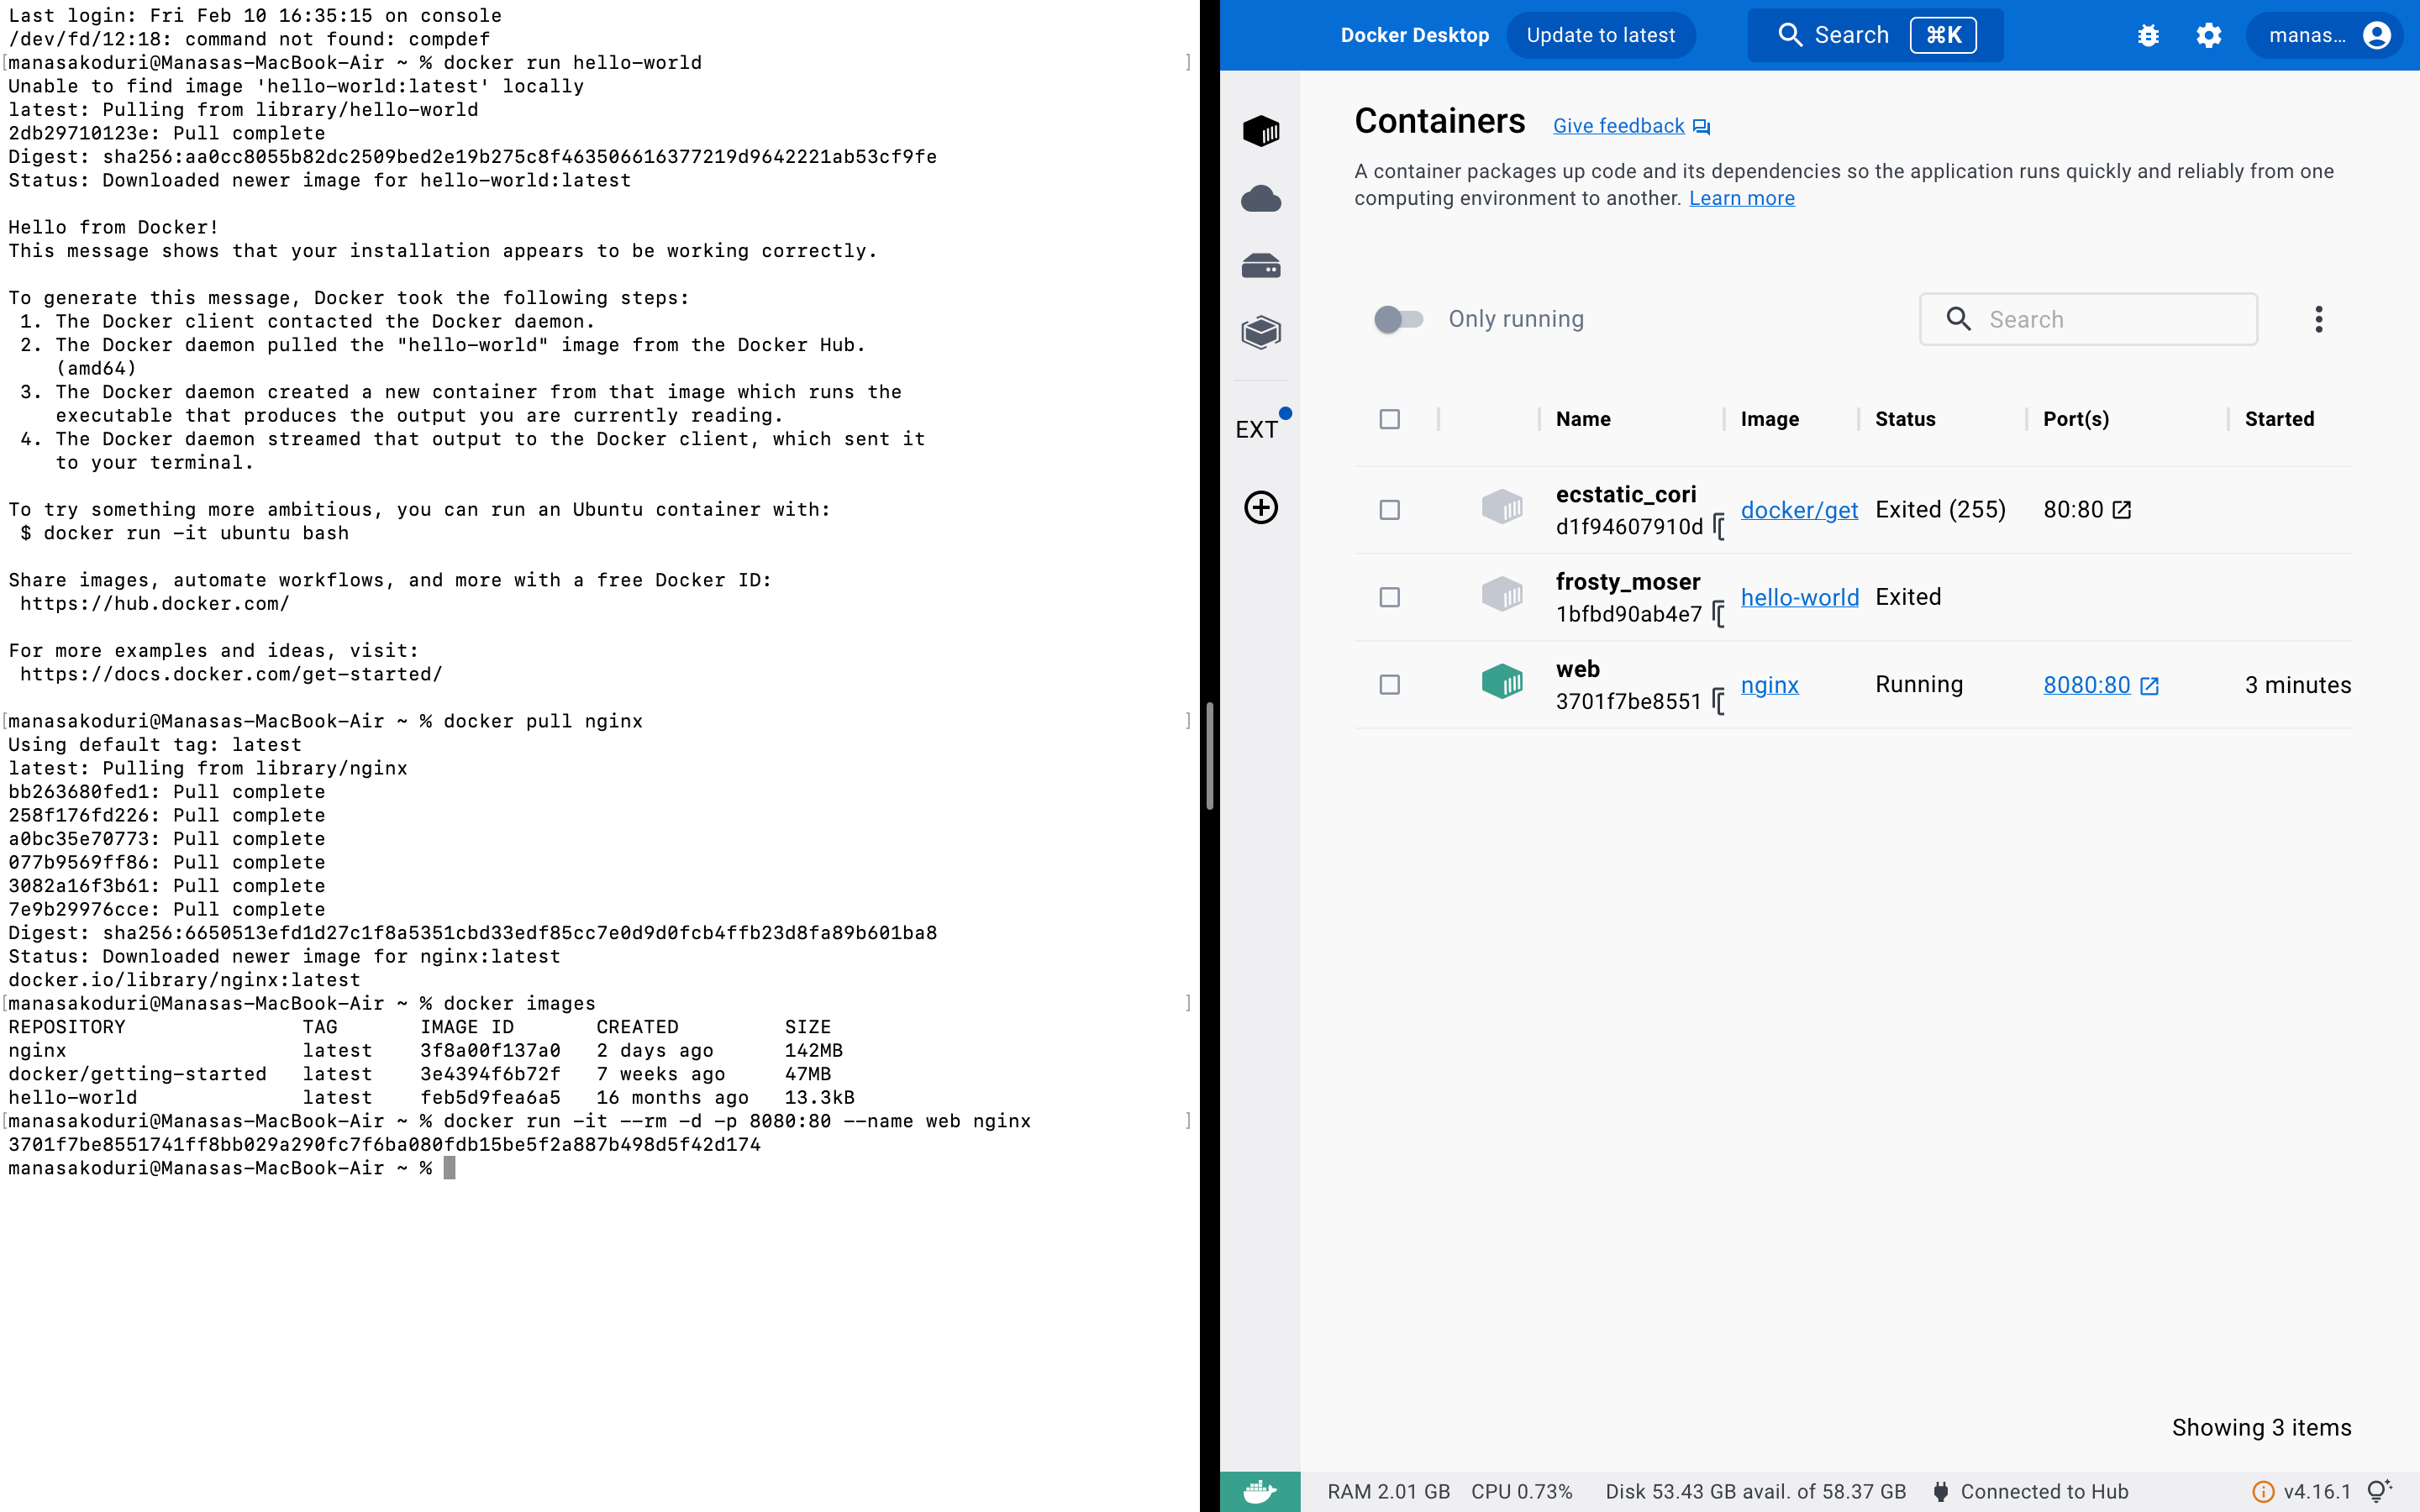 Last login: Fri Feb 10 16:35:15 on console
/dev/fd/12:18: command not found: compdef
[manasakoduri@Manasas-MacBook-Air ~ % docker run hello-world ]
Unable to find image 'hello-world:latest' locally
latest: Pulling from library/hello-world
2db29710123e: Pull complete
Digest: sha256:aa0cc8055b82dc2509bed2e19b275c8f463506616377219d9642221ab53cf9fe
Status: Downloaded newer image for hello-world:latest
Hello from Docker!
This message shows that your installation appears to be working correctly.
To generate this message, Docker took the following steps:
1. The Docker client contacted the Docker daemon.
2. The Docker daemon pulled the "hello-world" image from the Docker Hub.
(amd64)
3. The Docker daemon created a new container from that image which runs the
executable that produces the output you are currently reading.
4. The Docker daemon streamed that output to the Docker client, which sent it
to your terminal.
To try something more ambitious, you can run an Ubuntu container with:
$ docker run -it ubuntu bash
Share images, automate workflows, and more with a free Docker ID:
https://hub.docker.com/
For more examples and ideas, visit:
https://docs.docker.com/get-started/
[manasakoduri@Manasas-MacBook-Air ~ % docker pull nginx ]
Using default tag: latest
latest: Pulling from library/nginx
bb263680fed1: Pull complete
258f176fd226: Pull complete
a0bc35e70773: Pull complete
077b9569ff86: Pull complete
3082a16f3b61: Pull complete
7e9b29976cce: Pull complete
Digest: sha256:6650513efd1d27c1f8a5351cbd33edf85cc7e0d9d0fcb4ffb23d8fa89b601ba8
Status: Downloaded newer image for nginx:latest
docker.io/library/nginx:latest
[manasakoduri@Manasas-MacBook-Air ~ % docker images ]
REPOSITORY TAG IMAGE ID CREATED SIZE
nginx latest 3f8a00f137a0 2 days ago 142MB
docker/getting-started latest 3e4394f6b72f 7 weeks ago 47MB
hello-world latest feb5d9fea6a5 16 months ago 13.3kB
[manasakoduri@Manasas-MacBook-Air ~ % docker run -it --rm -d -p 8080:80 --name web nginx ]
3701f7be8551741ff8bb029a290fc7f6ba080fdb15be5f2a887b498d5f42d174
manasakoduri@Manasas-MacBook-Air ~ %
Docker Desktop Update to latest Search ⌘K manas...
Containers Give feedback
A container packages up code and its dependencies so the application runs quickly and reliably from one
computing environment to another. Learn more
Only running Search
EXT
Name Image Status Port(s) Started
ecstatic_cori
d1f94607910d docker/get Exited (255) 80:80
frosty_moser
1bfbd90ab4e7 hello-world Exited
web
3701f7be8551 nginx Running 8080:80 3 minutes
Showing 3 items
RAM 2.01 GB CPU 0.73% Disk 53.43 GB avail. of 58.37 GB Connected to Hub v4.16.1